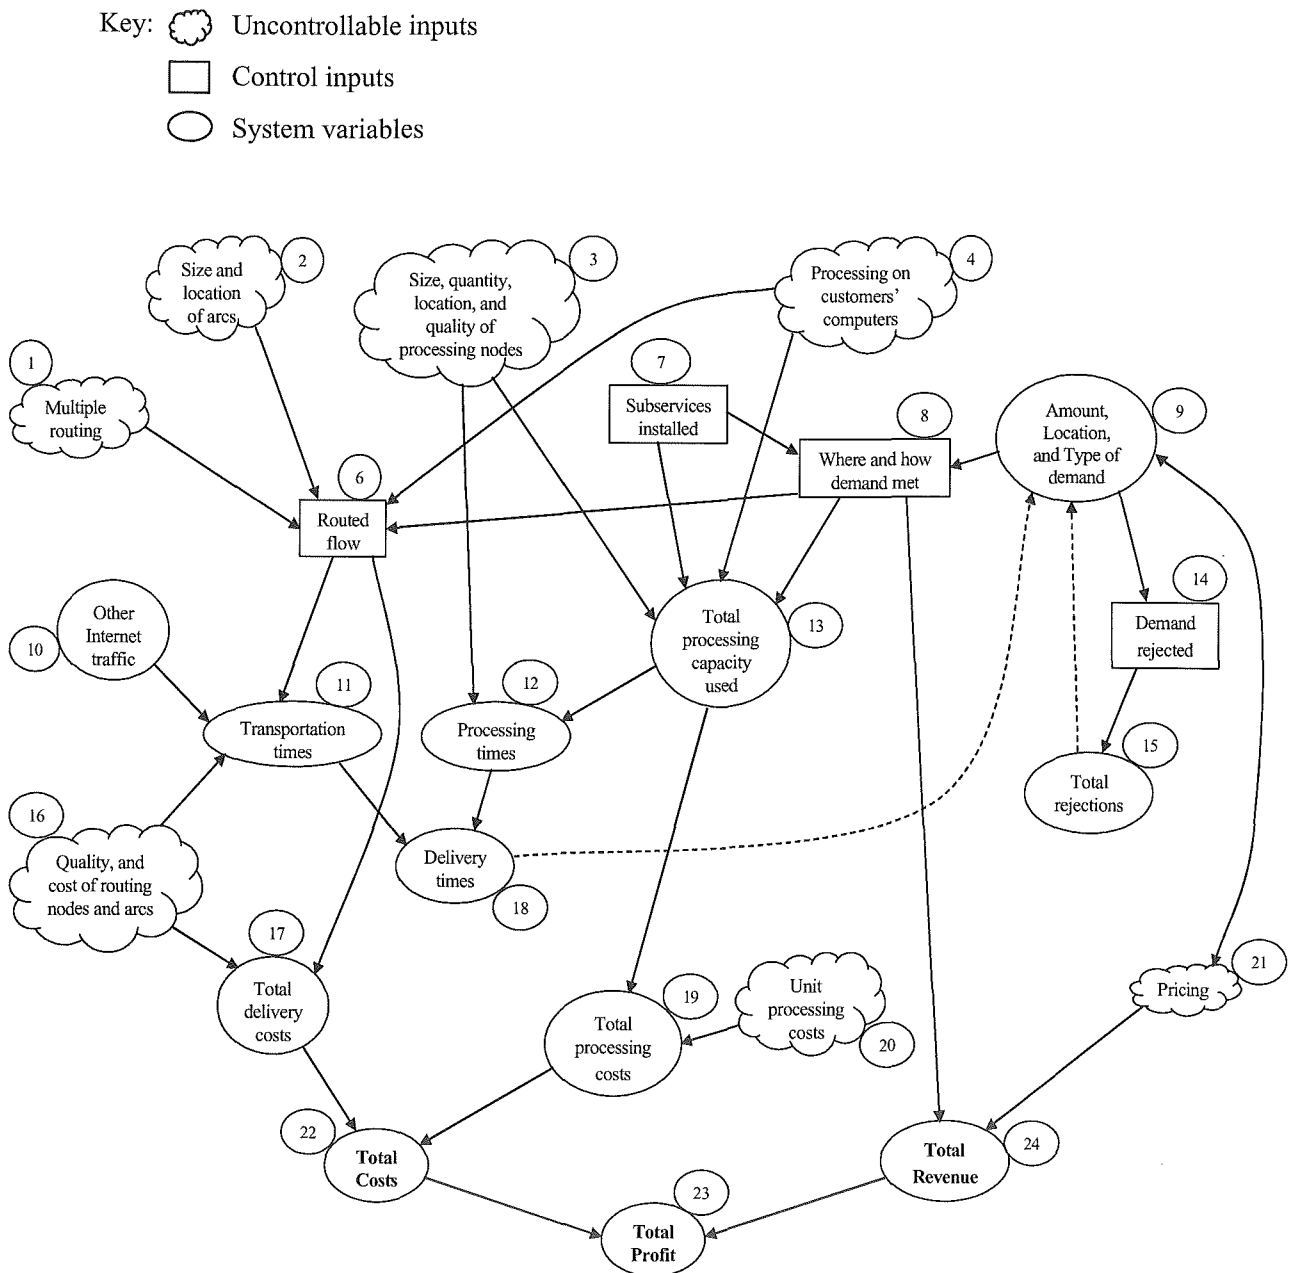 Key:
Uncontrollable inputs
Control inputs
System variables
2
Size and
location
of arcs
3
Size, quantity,
location, and
quality of
processing nodes
4
Processing on
customers'
computers
1
Multiple
routing
7
Subservices
installed
8
Where and how
demand met
9
Amount,
Location,
and Type of
demand
6
Routed
flow
10
Other
Internet
traffic
11
Transportation
times
12
Processing
times
13
Total
processing
capacity
used
14
Demand
rejected
15
Total
rejections
16
Quality, and
cost of routing
nodes and arcs
Delivery
times
18
17
Total
delivery
costs
19
Total
processing
costs
Unit
processing
costs
20
21
Pricing
22
Total
Costs
23
Total
Profit
24
Total
Revenue